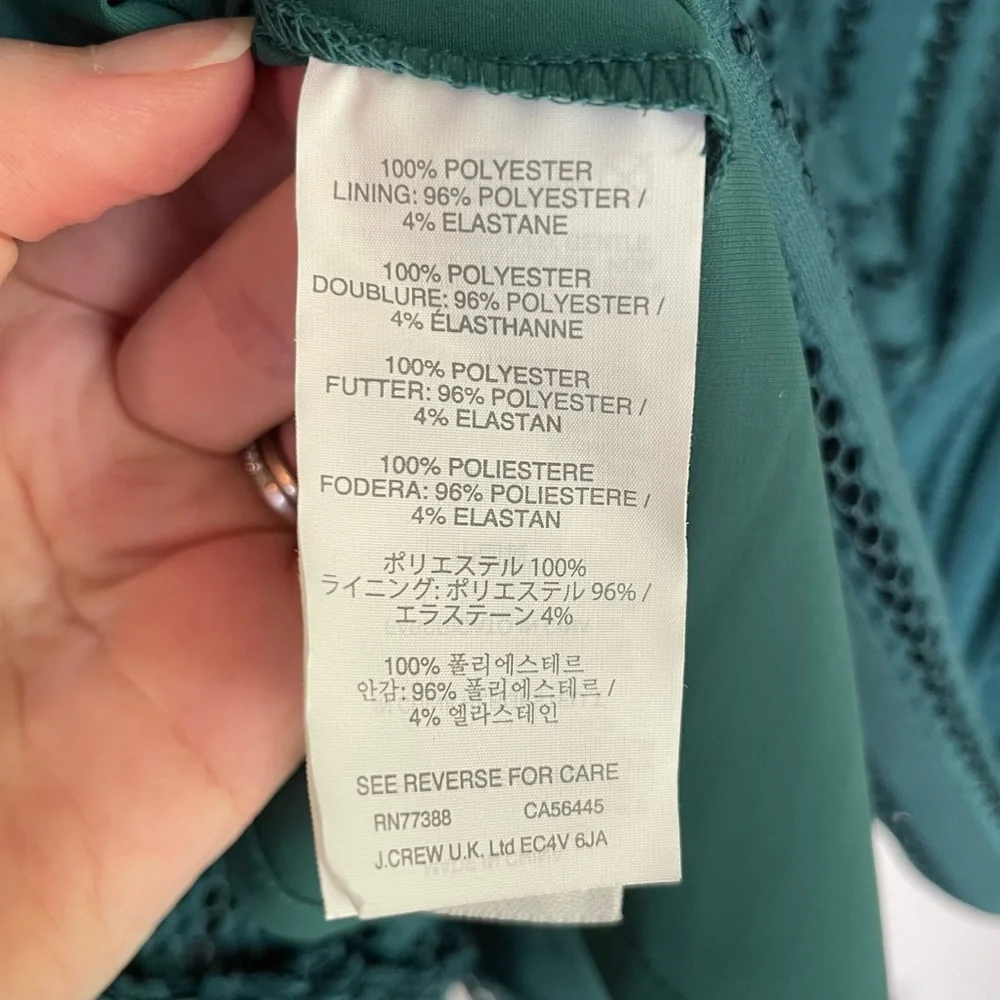 100% POLYESTER
LINING: 96% POLYESTER /
4% ELASTANE
100% POLYESTER
DOUBLURE: 96% POLYESTER /
4% ÉLASTHANNE
100% POLYESTER
FUTTER: 96% POLYESTER /
4% ELASTAN
100% POLIESTERE
FODERA: 96% POLIESTERE /
4% ELASTAN
ポリエステル 100%
ライニング: ポリエステル 96% /
エラステーン 4%
100% 폴리에스테르
안감: 96% 폴리에스테르 /
4% 엘라스테인
SEE REVERSE FOR CARE
RN77388 CA56445
J.CREW U.K. Ltd EC4V 6JA